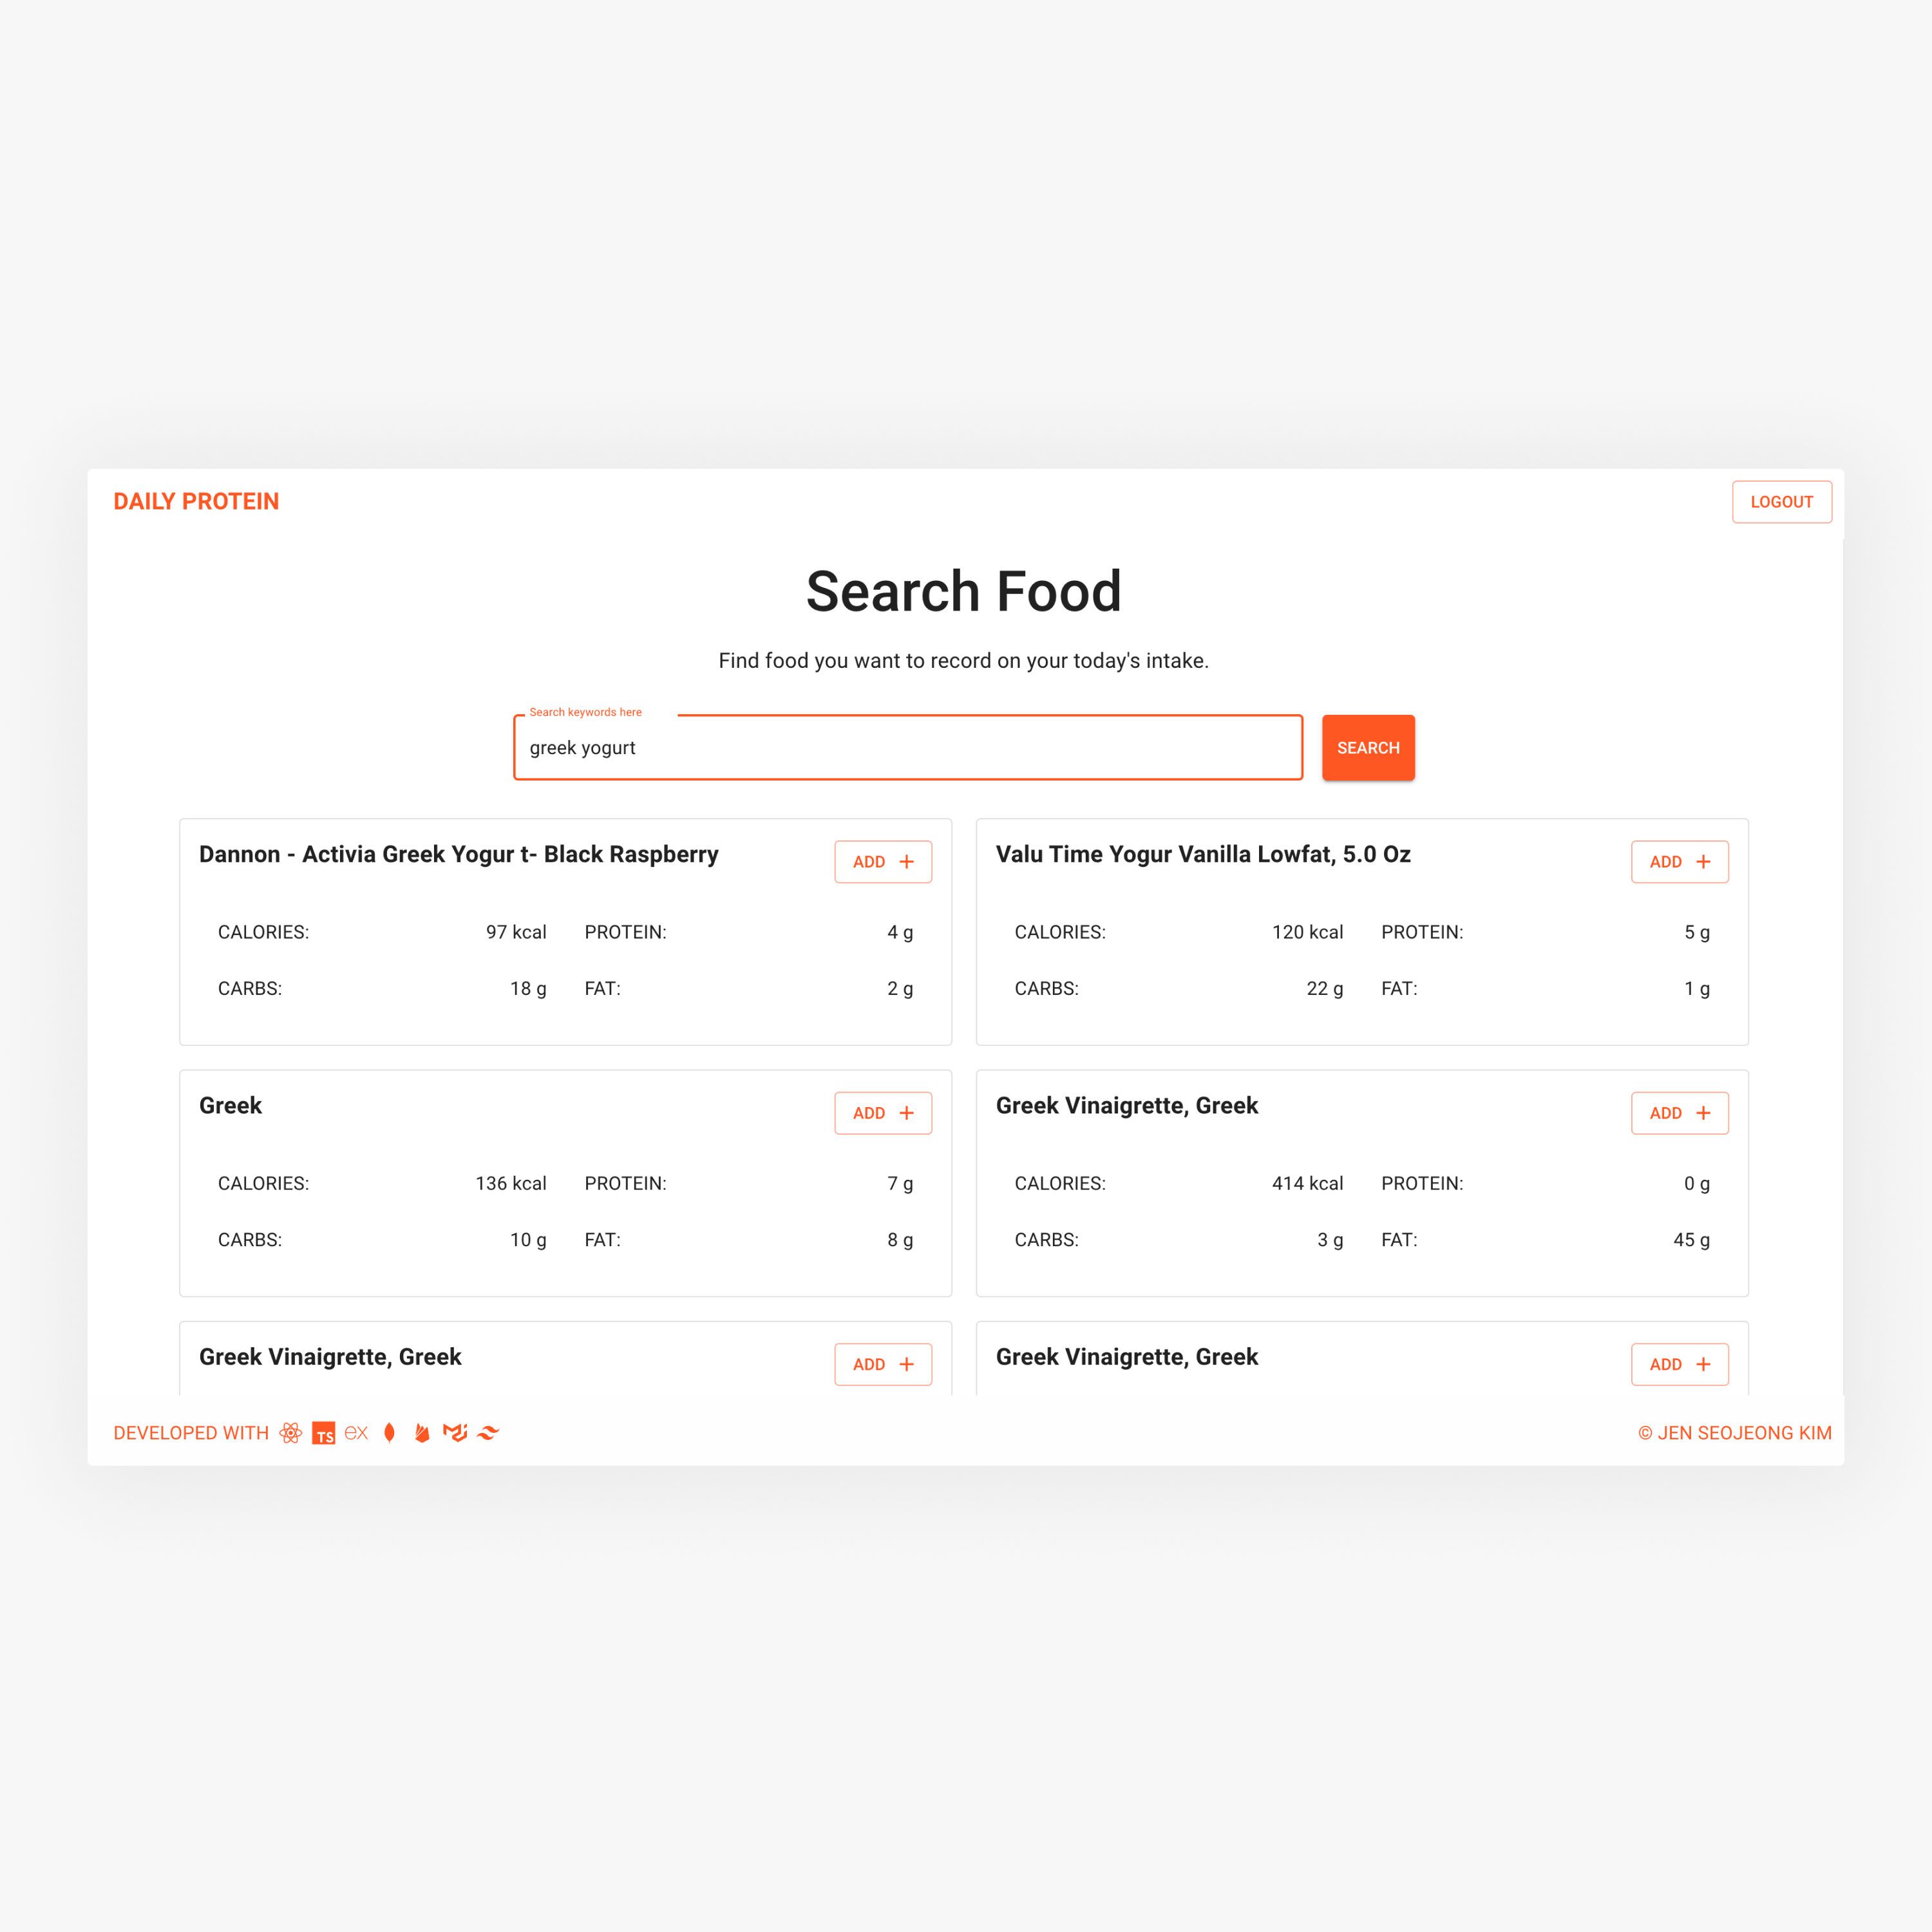 DAILY PROTEIN
LOGOUT
Search Food
Find food you want to record on your today's intake.
Search keywords here
greek yogurt
SEARCH
Dannon - Activia Greek Yogur t- Black Raspberry
ADD +
CALORIES: 97 kcal PROTEIN: 4 g
CARBS: 18 g FAT: 2 g
Valu Time Yogur Vanilla Lowfat, 5.0 Oz
ADD +
CALORIES: 120 kcal PROTEIN: 5 g
CARBS: 22 g FAT: 1 g
Greek
ADD +
CALORIES: 136 kcal PROTEIN: 7 g
CARBS: 10 g FAT: 8 g
Greek Vinaigrette, Greek
ADD +
CALORIES: 414 kcal PROTEIN: 0 g
CARBS: 3 g FAT: 45 g
Greek Vinaigrette, Greek
ADD +
Greek Vinaigrette, Greek
ADD +
DEVELOPED WITH TS ex
© JEN SEOJEONG KIM